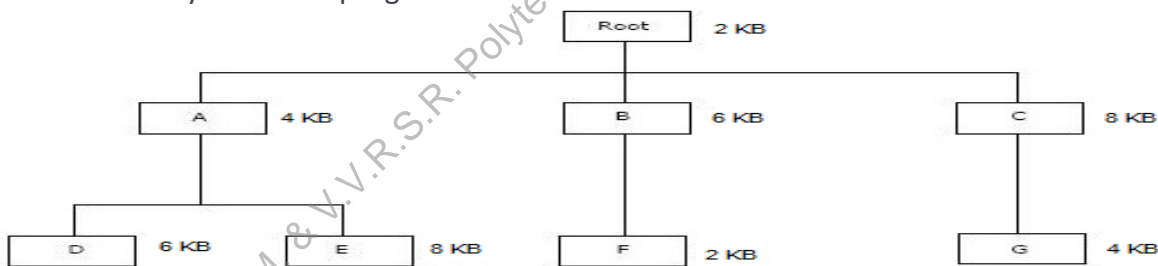 Root 2 KB
A 4 KB B 6 KB C 8 KB
D 6 KB E 8 KB F 2 KB G 4 KB
& V.V.R.S.R.